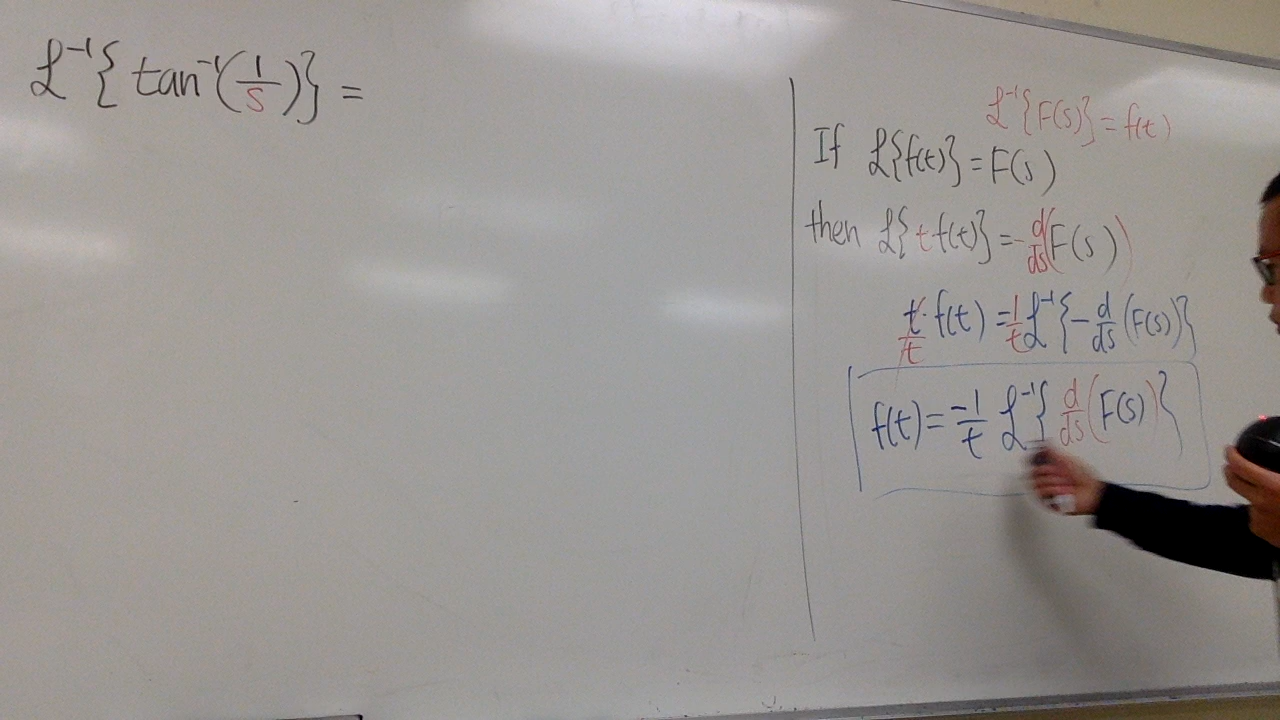 ℒ⁻¹{ tan⁻¹(1/s)} =
ℒ⁻¹{F(s)} = f(t)
If ℒ{f(t)} = F(s)
then ℒ{t f(t)} = -d/ds(F(s))
t/t · f(t) = 1/t ℒ⁻¹{-d/ds (F(s))}
f(t) = -1/t ℒ⁻¹{ d/ds (F(s)) }